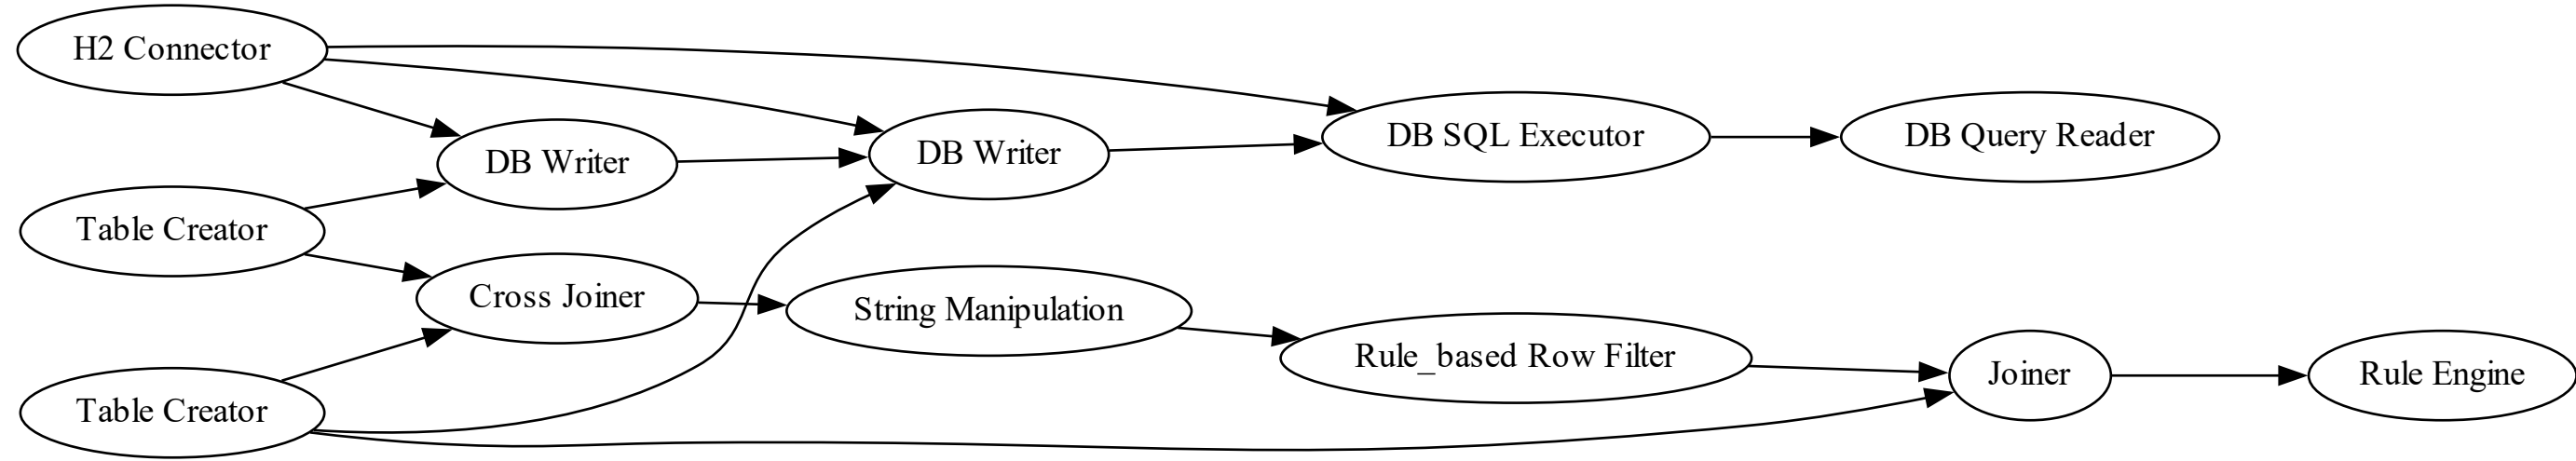 H2 Connector
DB Writer
DB Writer
DB SQL Executor
DB Query Reader
Table Creator
Cross Joiner
String Manipulation
Rule_based Row Filter
Joiner
Rule Engine
Table Creator